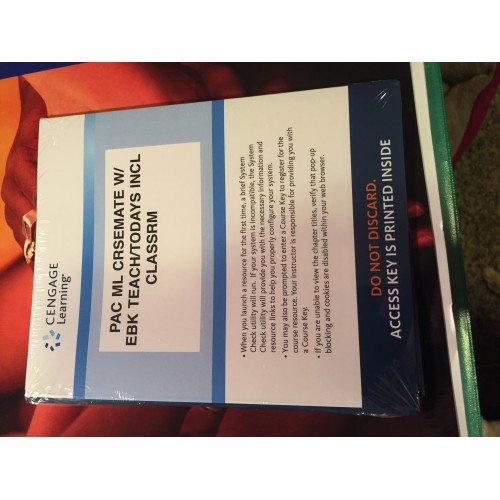 CENGAGE
Learning®
PAC ML CRSEMATE W/
EBK TEACH/TODAYS INCL
CLASSRM
• When you launch a resource for the first time, a brief System
Check utility will run. If your system is incompatible, the System
Check utility will provide you with the necessary information and
resource links to help you properly configure your system.
• You may also be prompted to enter a Course Key to register for the
course resource. Your instructor is responsible for providing you with
a Course Key.
• If you are unable to view the chapter titles, verify that pop-up
blocking and cookies are disabled within your web browser.
DO NOT DISCARD.
ACCESS KEY IS PRINTED INSIDE